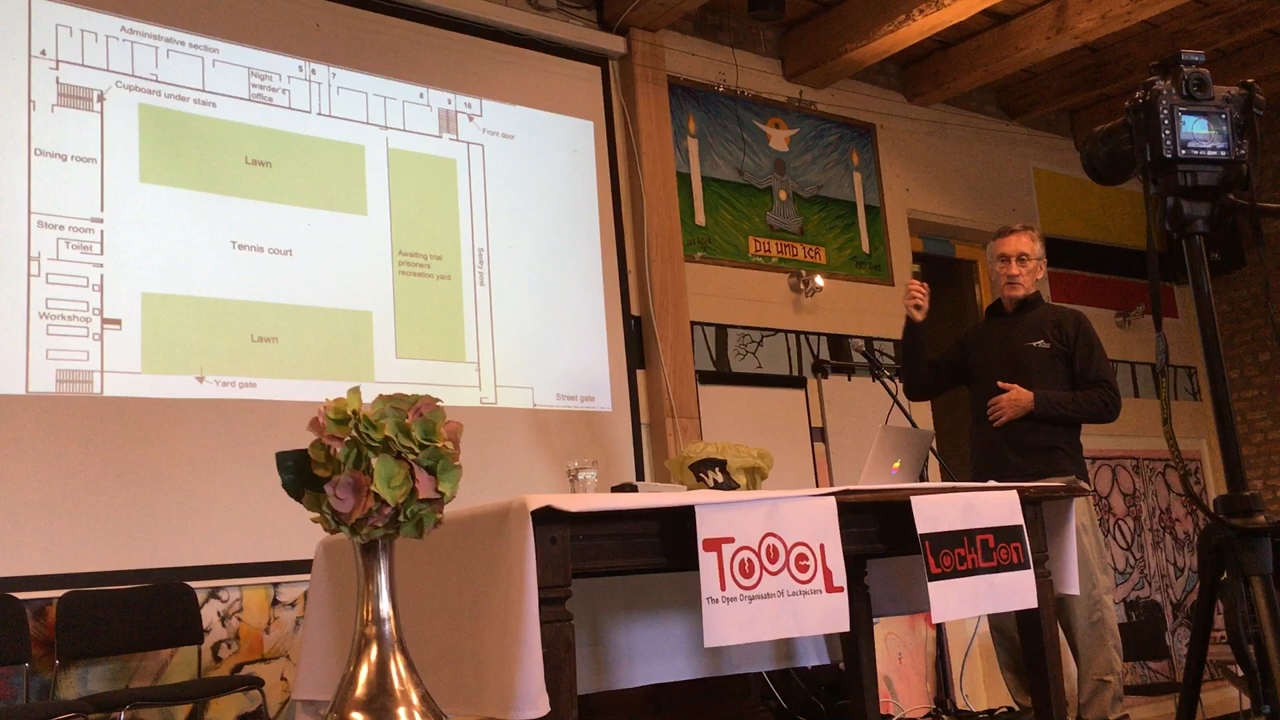 Administrative section
4
5
6
7
8
9
10
Night
warder's
office
Cupboard under stairs
Front door
Dining room
Lawn
Store room
Toilet
Tennis court
Awaiting trial
prisoners'
recreation yard
Sentry post
Workshop
Lawn
Yard gate
Street gate
DU UND ICH
W
TOOOL
The Open Organisation Of Lockpickers
LockCon